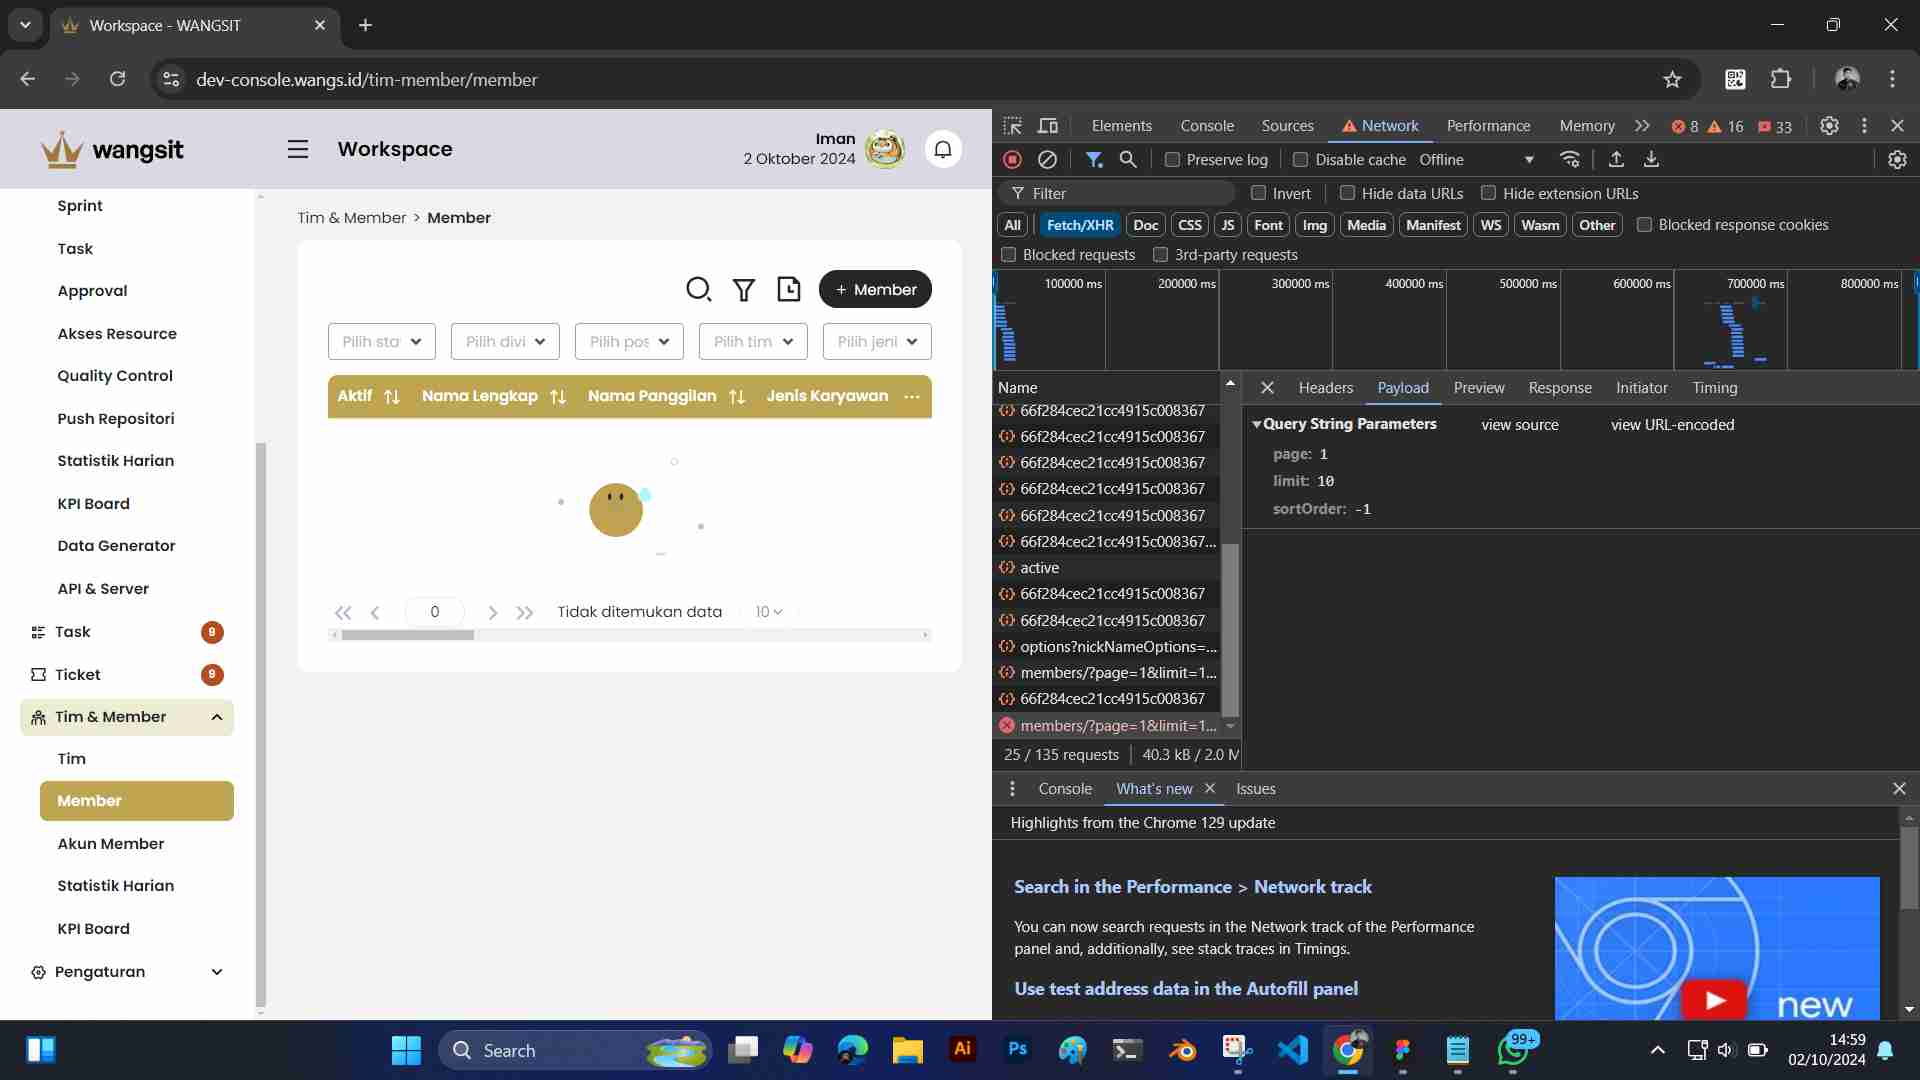 Workspace - WANGSIT
dev-console.wangs.id/tim-member/member
wangsit
Workspace
Iman
2 Oktober 2024
Sprint
Task
Approval
Akses Resource
Quality Control
Push Repositori
Statistik Harian
KPI Board
Data Generator
API & Server
Task
9
Ticket
9
Tim & Member
Tim
Member
Akun Member
Statistik Harian
KPI Board
Pengaturan
Tim & Member > Member
+ Member
Pilih sta
Pilih divi
Pilih pos
Pilih tim
Pilih jeni
Aktif
Nama Lengkap
Nama Panggilan
Jenis Karyawan
0
Tidak ditemukan data
10
Elements
Console
Sources
Network
Performance
Memory
8
16
33
Preserve log
Disable cache
Offline
Filter
Invert
Hide data URLs
Hide extension URLs
All
Fetch/XHR
Doc
CSS
JS
Font
Img
Media
Manifest
WS
Wasm
Other
Blocked response cookies
Blocked requests
3rd-party requests
100000 ms
200000 ms
300000 ms
400000 ms
500000 ms
600000 ms
700000 ms
800000 ms
Name
66f284cec21cc4915c008367
66f284cec21cc4915c008367
66f284cec21cc4915c008367
66f284cec21cc4915c008367
66f284cec21cc4915c008367
66f284cec21cc4915c008367...
active
66f284cec21cc4915c008367
66f284cec21cc4915c008367
options?nickNameOptions=...
members/?page=1&limit=1...
66f284cec21cc4915c008367
members/?page=1&limit=1...
25 / 135 requests
40.3 kB / 2.0 M
Headers
Payload
Preview
Response
Initiator
Timing
Query String Parameters
view source
view URL-encoded
page: 1
limit: 10
sortOrder: -1
Console
What's new
Issues
Highlights from the Chrome 129 update
Search in the Performance > Network track
You can now search requests in the Network track of the Performance
panel and, additionally, see stack traces in Timings.
Use test address data in the Autofill panel
new
Search
Ai
Ps
99+
14:59
02/10/2024